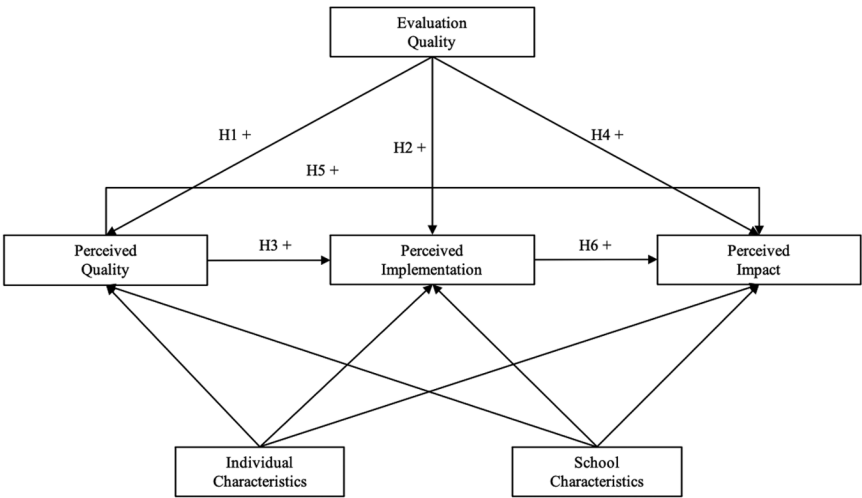 Evaluation
Quality
H1 +
H2 +
H4 +
H5 +
Perceived
Quality
H3 +
Perceived
Implementation
H6 +
Perceived
Impact
Individual
Characteristics
School
Characteristics